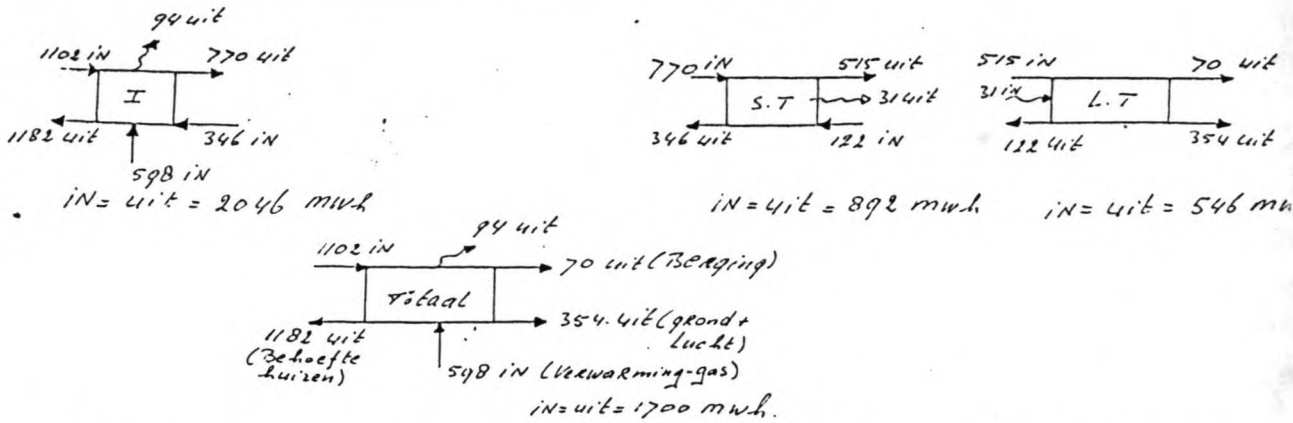 94 uit
1102 iN
770 uit
I
1182 uit
346 iN
598 iN
iN = uit = 2046 mwh
770 iN
515 uit
S.T
31 uit
346 uit
122 iN
iN = uit = 892 mwh
515 iN
70 uit
31 iN
L.T
122 uit
354 uit
iN = uit = 546 mw
94 uit
1102 iN
70 uit (Berging)
Totaal
1182 uit
(Behoefte
huizen)
354 uit (grond +
lucht)
598 iN (Verwarming-gas)
iN = uit = 1700 mwh.